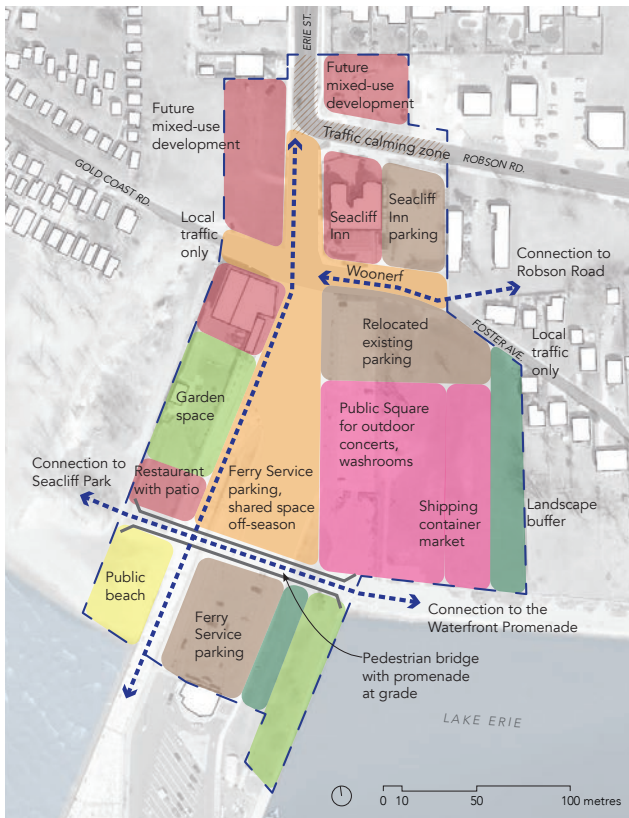 ERIE ST.
Future
mixed-use
development
Future
mixed-use
development
Traffic calming zone
ROBSON RD.
GOLD COAST RD.
Local
traffic
only
Seacliff
Inn
Seacliff
Inn
parking
Woonerf
Connection to
Robson Road
FOSTER AVE.
Local
traffic
only
Relocated
existing
parking
Garden
space
Public Square
for outdoor
concerts,
washrooms
Connection to
Seacliff Park
Restaurant
with patio
Ferry Service
parking,
shared space
off-season
Shipping
container
market
Landscape
buffer
Public
beach
Ferry
Service
parking
Connection to the
Waterfront Promenade
Pedestrian bridge
with promenade
at grade
LAKE ERIE
0 10 50 100 metres